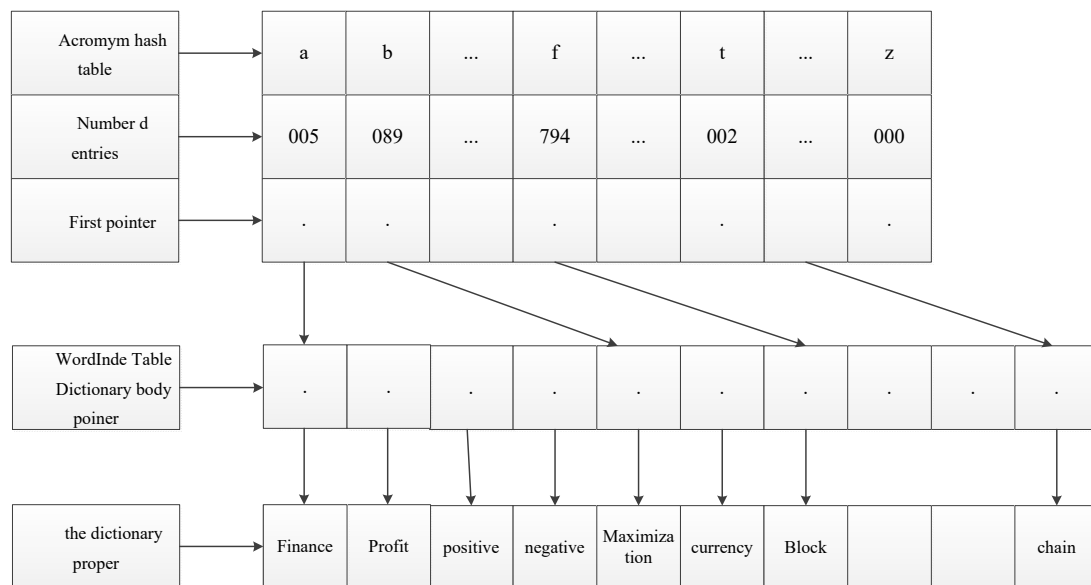 Acromym hash
table
a
b
...
f
...
t
...
z
Number d
entries
005
089
...
794
...
002
...
000
First pointer
.
.
.
.
.
WordInde Table
Dictionary body
poiner
.
.
.
.
.
.
.
.
.
.
the dictionary
proper
Finance
Profit
positive
negative
Maximiza
tion
currency
Block
chain